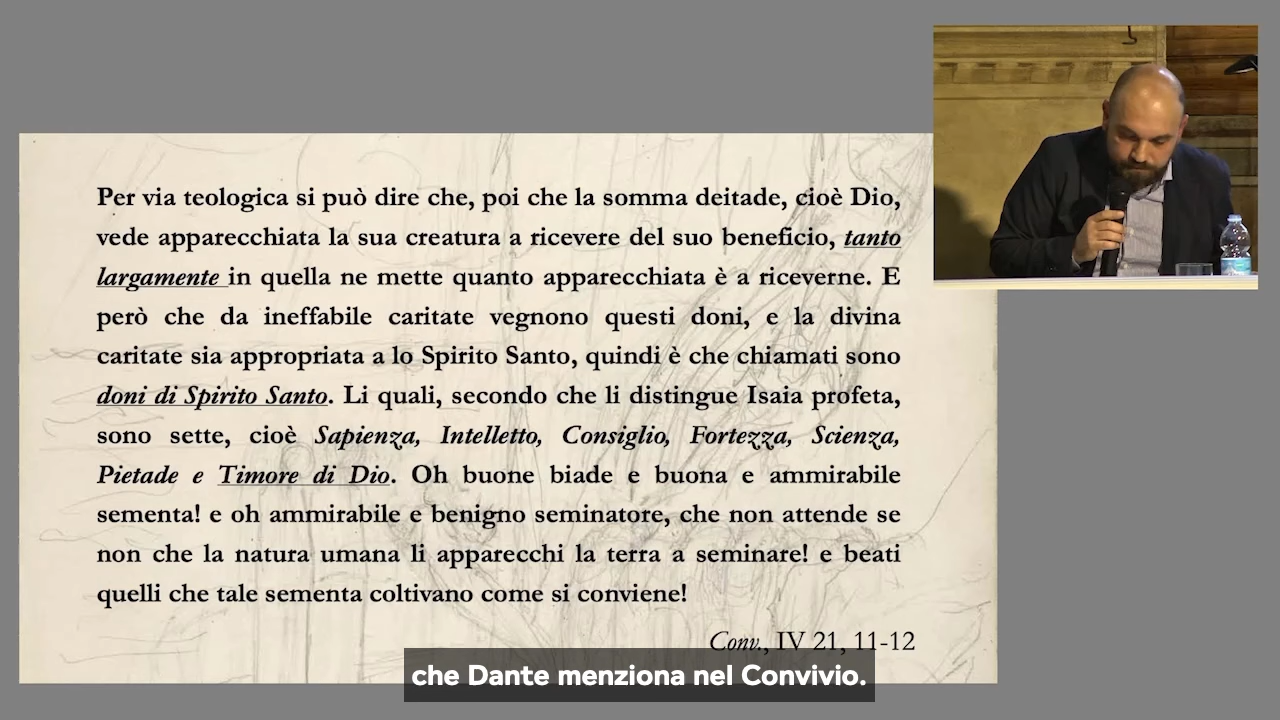 Per via teologica si può dire che, poi che la somma deitade, cioè Dio,
vede apparecchiata la sua creatura a ricevere del suo beneficio, tanto
largamente in quella ne mette quanto apparecchiata è a riceverne. E
però che da ineffabile caritate vegnono questi doni, e la divina
caritate sia appropriata a lo Spirito Santo, quindi è che chiamati sono
doni di Spirito Santo. Li quali, secondo che li distingue Isaia profeta,
sono sette, cioè Sapienza, Intelletto, Consiglio, Fortezza, Scienza,
Pietade e Timore di Dio. Oh buone biade e buona e ammirabile
sementa! e oh ammirabile e benigno seminatore, che non attende se
non che la natura umana li apparecchi la terra a seminare! e beati
quelli che tale sementa coltivano come si conviene!
Conv., IV 21, 11-12
che Dante menziona nel Convivio.